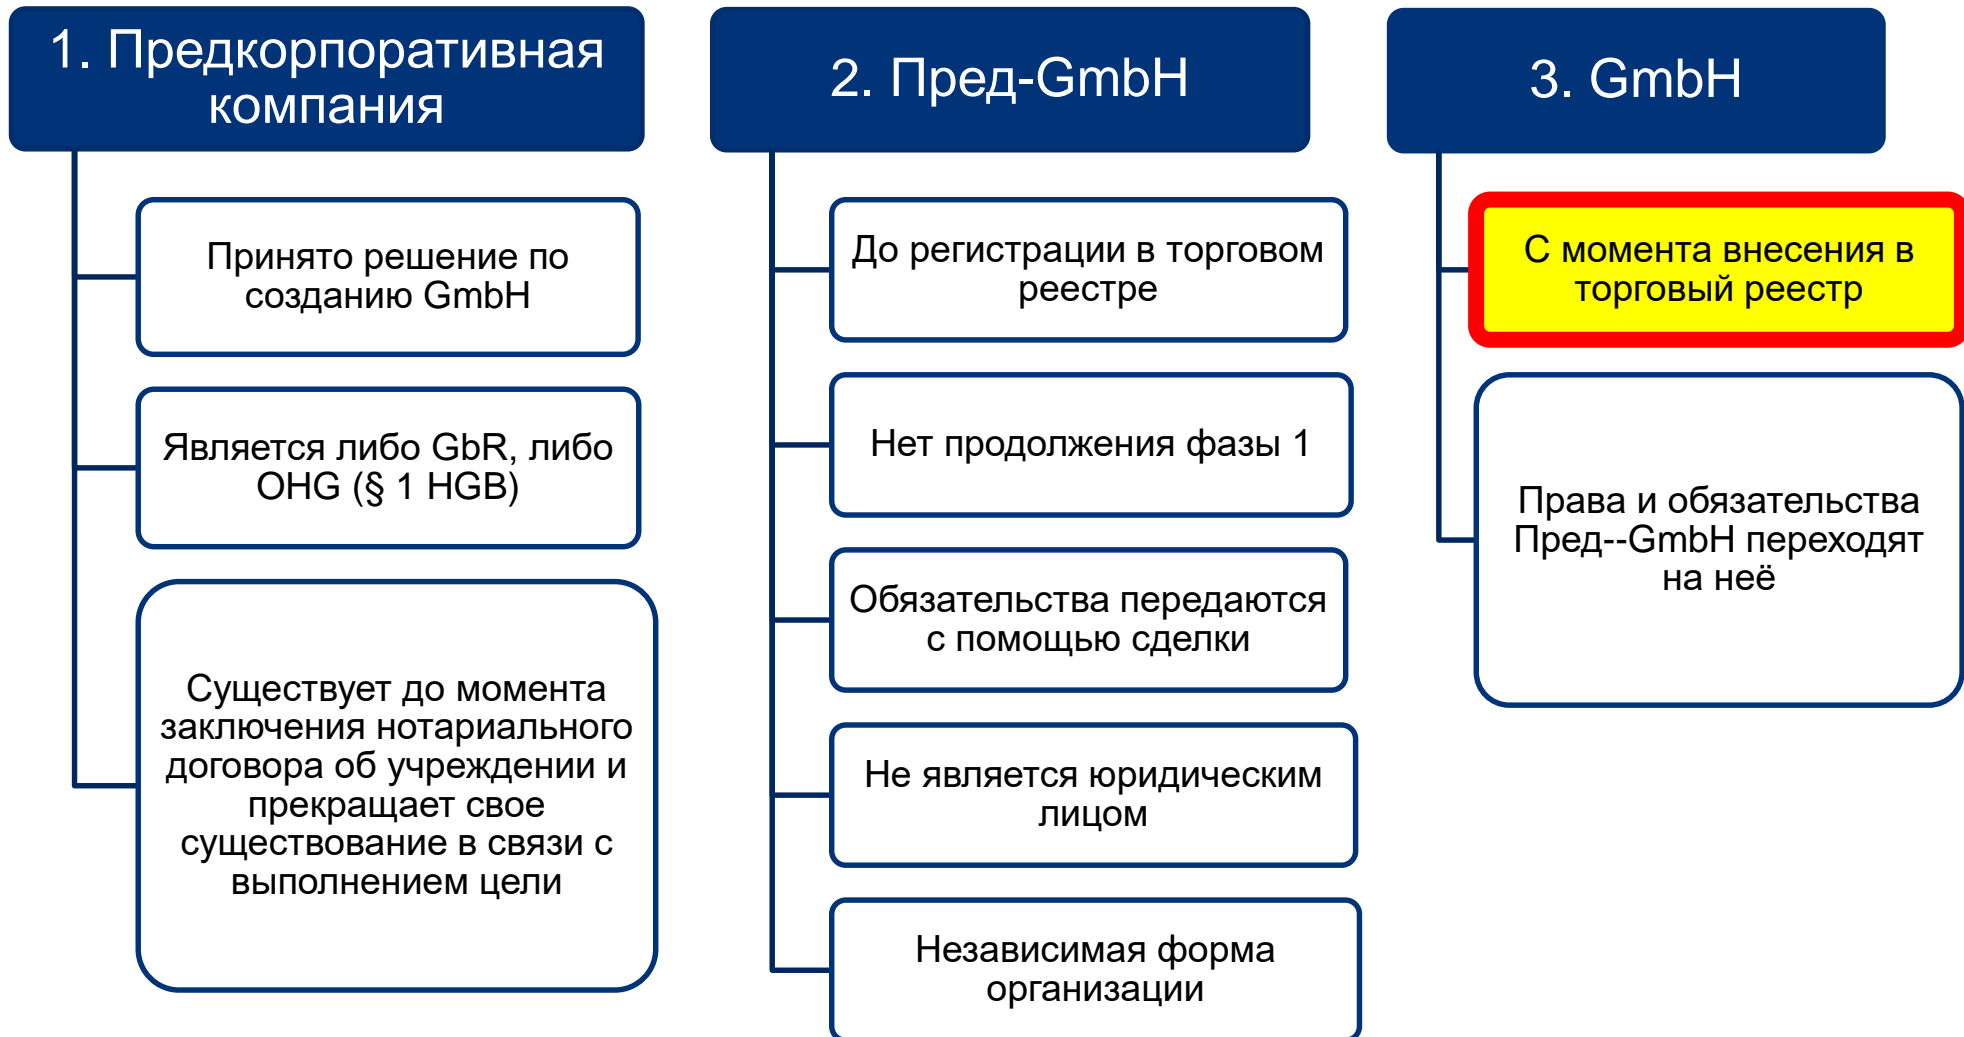 1. Предкорпоративная
компания
Принято решение по
созданию GmbH
Является либо GbR, либо
OHG (§ 1 HGB)
Существует до момента
заключения нотариального
договора об учреждении и
прекращает свое
существование в связи с
выполнением цели
2. Пред-GmbH
До регистрации в торговом
реестре
Нет продолжения фазы 1
Обязательства передаются
с помощью сделки
Не является юридическим
лицом
Независимая форма
организации
3. GmbH
С момента внесения в
торговый реестр
Права и обязательства
Пред--GmbH переходят
на неё